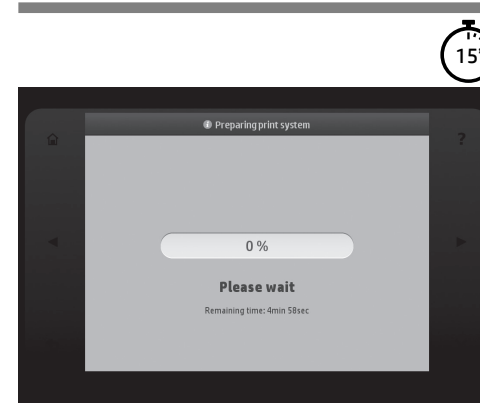 15'
Preparing print system
?
0 %
Please wait
Remaining time: 4min 58sec